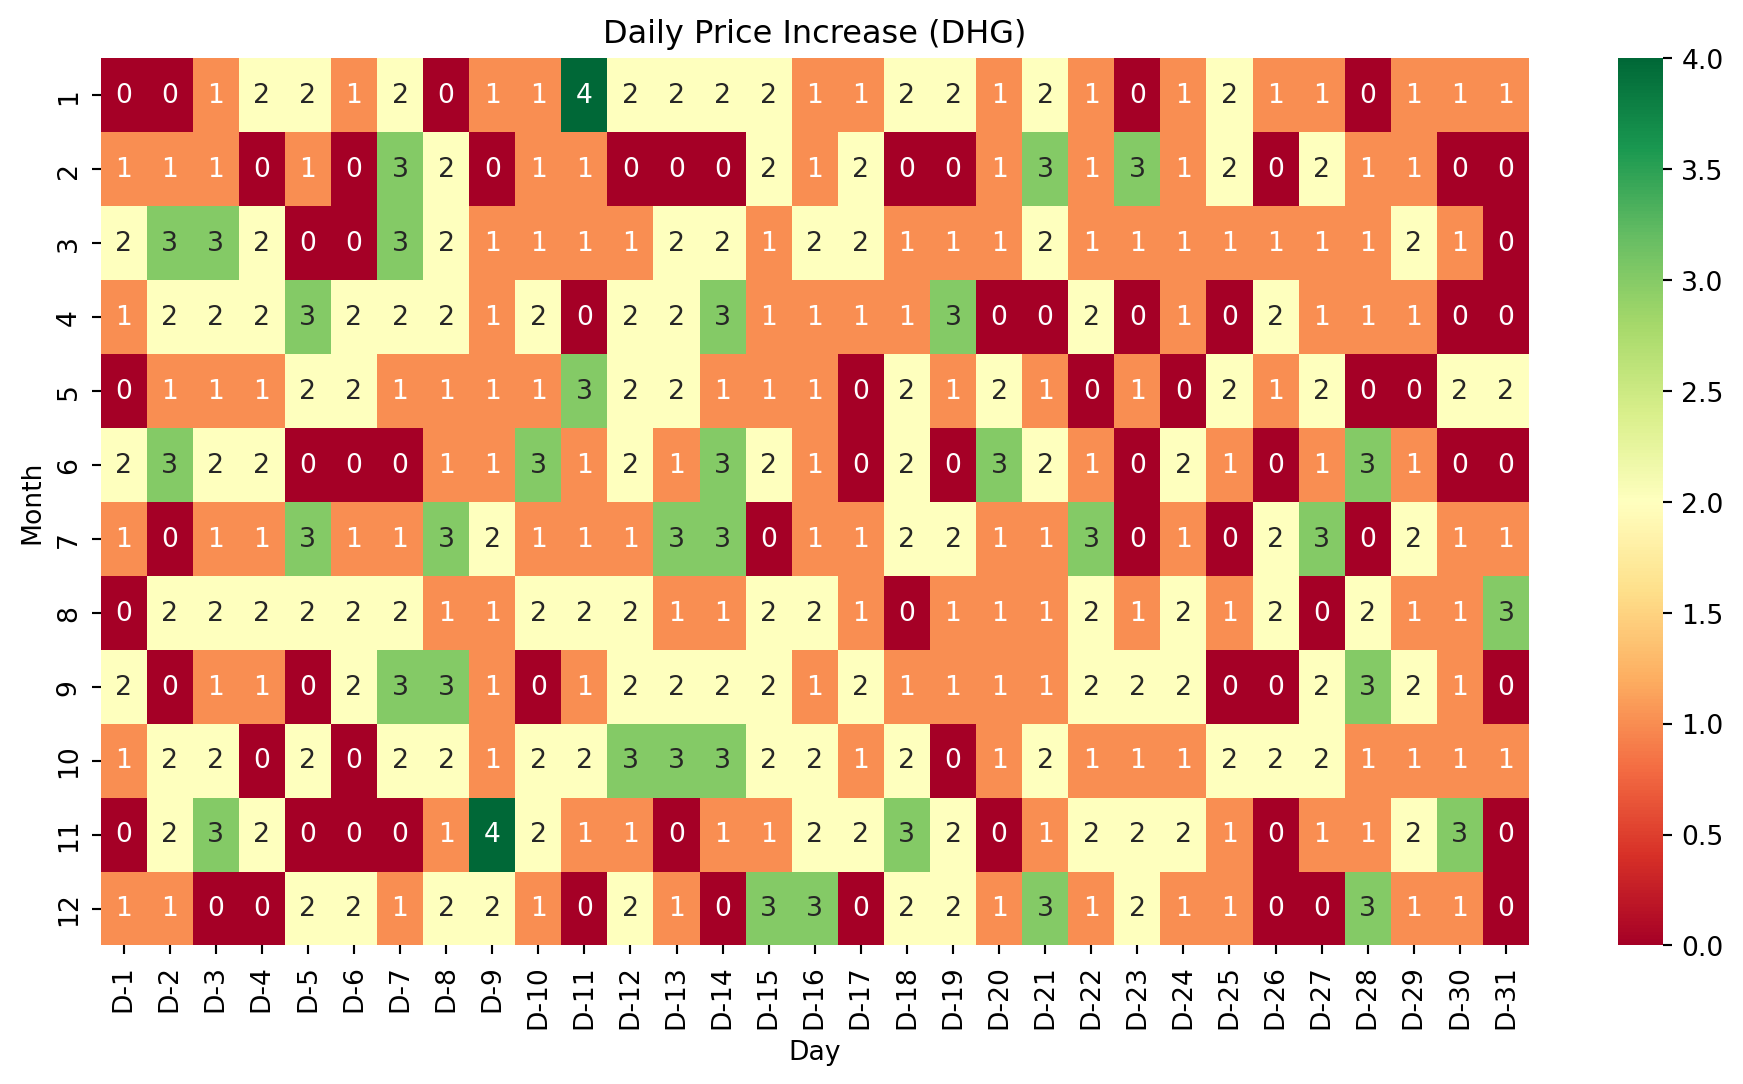 Daily Price Increase (DHG)
1 0 0 1 2 2 1 2 0 1 1 4 2 2 2 2 1 1 2 2 1 2 1 0 1 2 1 1 0 1 1 1
2 1 1 1 0 1 0 3 2 0 1 1 0 0 0 2 1 2 0 0 1 3 1 3 1 2 0 2 1 1 0 0
3 2 3 3 2 0 0 3 2 1 1 1 1 2 2 1 2 2 1 1 1 2 1 1 1 1 1 1 1 2 1 0
4 1 2 2 2 3 2 2 2 1 2 0 2 2 3 1 1 1 1 3 0 0 2 0 1 0 2 1 1 1 0 0
5 0 1 1 1 2 2 1 1 1 1 3 2 2 1 1 1 0 2 1 2 1 0 1 0 2 1 2 0 0 2 2
6 2 3 2 2 0 0 0 1 1 3 1 2 1 3 2 1 0 2 0 3 2 1 0 2 1 0 1 3 1 0 0
7 1 0 1 1 3 1 1 3 2 1 1 1 3 3 0 1 1 2 2 1 1 3 0 1 0 2 3 0 2 1 1
8 0 2 2 2 2 2 2 1 1 2 2 2 1 1 2 2 1 0 1 1 1 2 1 2 1 2 0 2 1 1 3
9 2 0 1 1 0 2 3 3 1 0 1 2 2 2 2 1 2 1 1 1 1 2 2 2 0 0 2 3 2 1 0
10 1 2 2 0 2 0 2 2 1 2 2 3 3 3 2 2 1 2 0 1 2 1 1 1 2 2 2 1 1 1 1
11 0 2 3 2 0 0 0 1 4 2 1 1 0 1 1 2 2 3 2 0 1 2 2 2 1 0 1 1 2 3 0
12 1 1 0 0 2 2 1 2 2 1 0 2 1 0 3 3 0 2 2 1 3 1 2 1 1 0 0 3 1 1 0
Month
D-1 D-2 D-3 D-4 D-5 D-6 D-7 D-8 D-9 D-10 D-11 D-12 D-13 D-14 D-15 D-16 D-17 D-18 D-19 D-20 D-21 D-22 D-23 D-24 D-25 D-26 D-27 D-28 D-29 D-30 D-31
Day
4.0
3.5
3.0
2.5
2.0
1.5
1.0
0.5
0.0